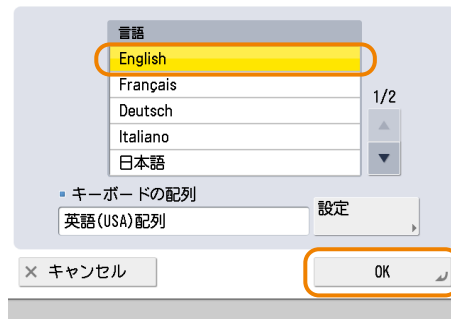 言語
English
Français
Deutsch
Italiano
日本語
1/2
キーボードの配列
英語(USA)配列
設定
× キャンセル
OK